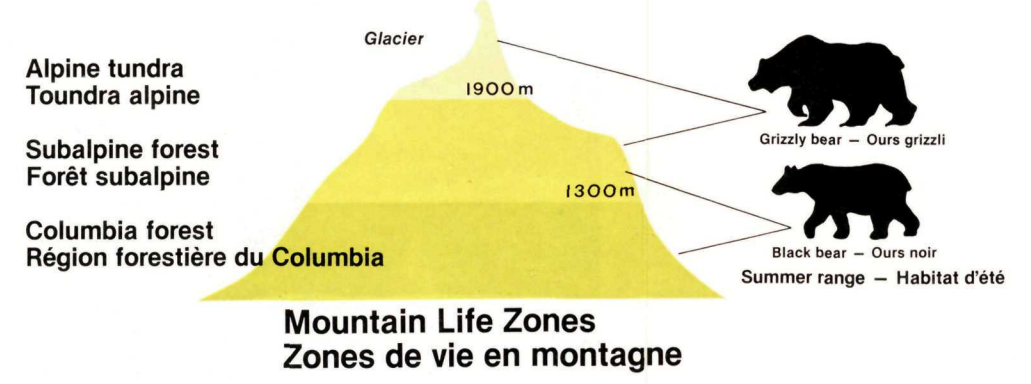 Glacier
Alpine tundra
Toundra alpine
1900 m
Grizzly bear – Ours grizzli
Subalpine forest
Forêt subalpine
1300 m
Columbia forest
Région forestière du Columbia
Black bear – Ours noir
Summer range – Habitat d'été
Mountain Life Zones
Zones de vie en montagne